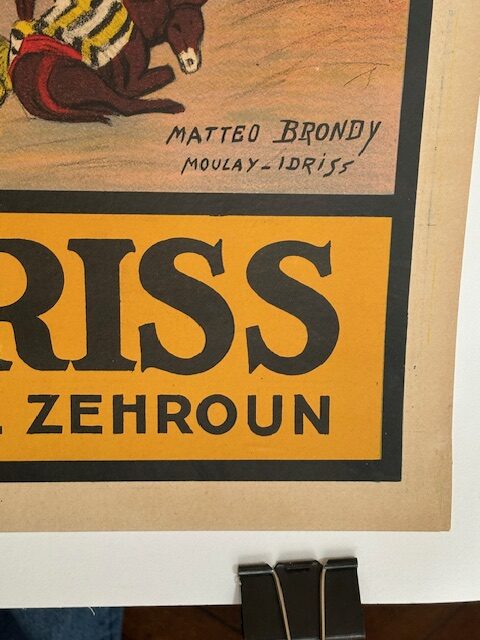 MATTEO BRONDY
MOULAY-IDRISS
RISS
ZEHROUN